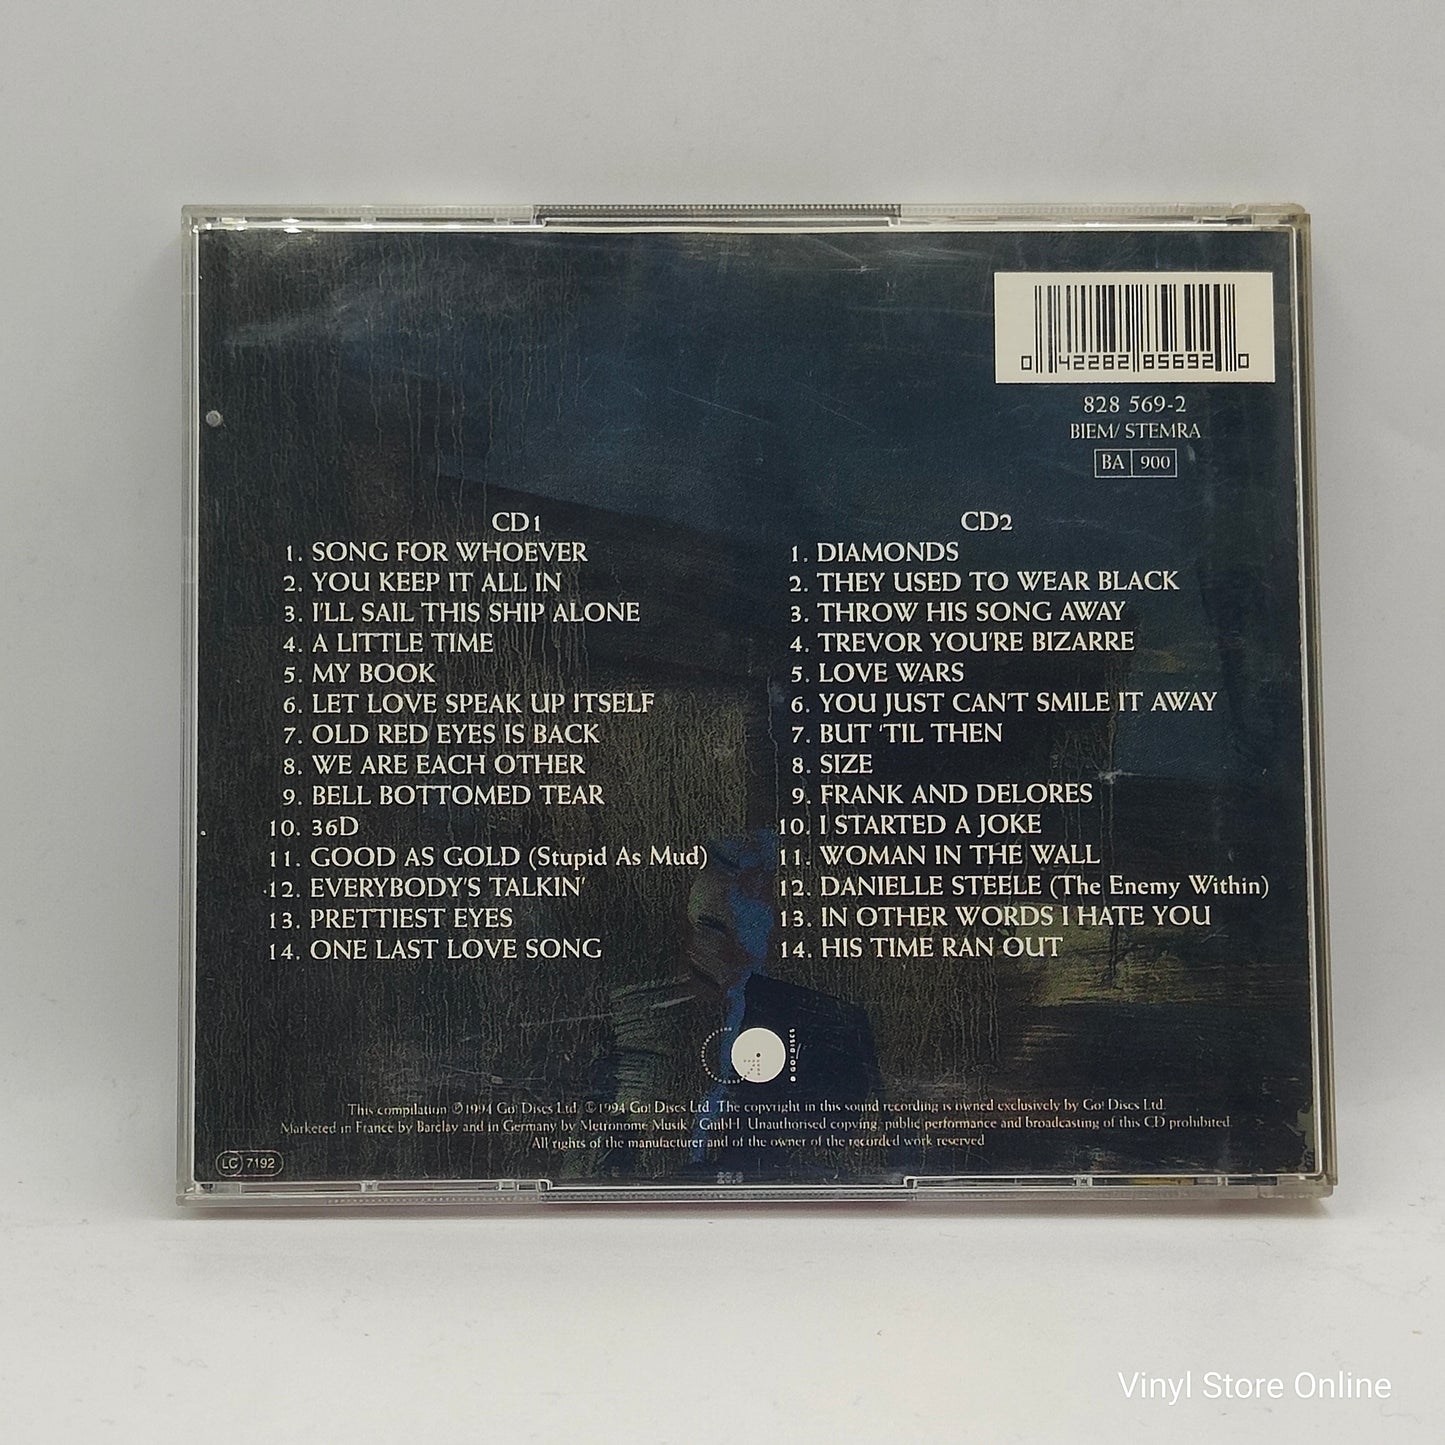 0 42282 85692 0
828 569-2
BIEM/ STEMRA
BA 900
CD1
1. SONG FOR WHOEVER
2. YOU KEEP IT ALL IN
3. I'LL SAIL THIS SHIP ALONE
4. A LITTLE TIME
5. MY BOOK
6. LET LOVE SPEAK UP ITSELF
7. OLD RED EYES IS BACK
8. WE ARE EACH OTHER
9. BELL BOTTOMED TEAR
10. 36D
11. GOOD AS GOLD (Stupid As Mud)
12. EVERYBODY'S TALKIN'
13. PRETTIEST EYES
14. ONE LAST LOVE SONG
CD2
1. DIAMONDS
2. THEY USED TO WEAR BLACK
3. THROW HIS SONG AWAY
4. TREVOR YOU'RE BIZARRE
5. LOVE WARS
6. YOU JUST CAN'T SMILE IT AWAY
7. BUT 'TIL THEN
8. SIZE
9. FRANK AND DELORES
10. I STARTED A JOKE
11. WOMAN IN THE WALL
12. DANIELLE STEELE (The Enemy Within)
13. IN OTHER WORDS I HATE YOU
14. HIS TIME RAN OUT
GO! DISCS
This compilation ℗1994 Go! Discs Ltd. ©1994 Go! Discs Ltd. The copyright in this sound recording is owned exclusively by Go! Discs Ltd.
Marketed in France by Barclay and in Germany by Metronome Musik / GmbH. Unauthorised copying, public performance and broadcasting of this CD prohibited.
All rights of the manufacturer and of the owner of the recorded work reserved
LC 7192
Vinyl Store Online